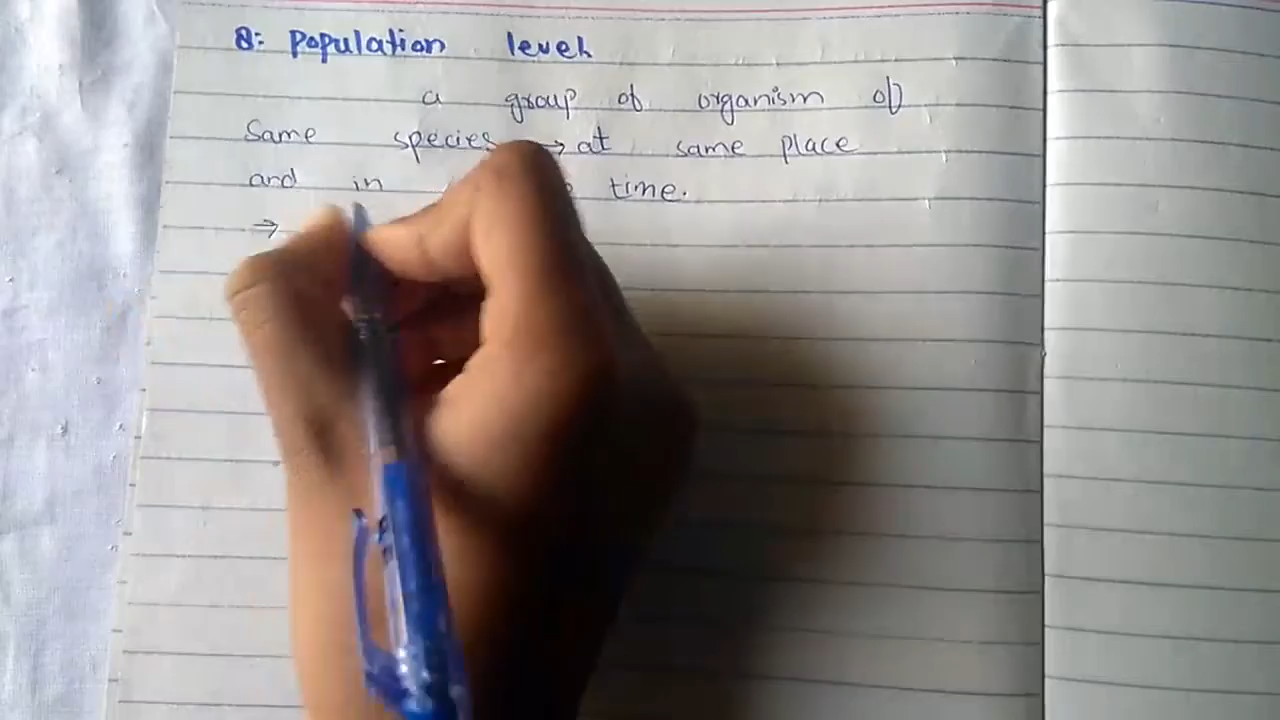 8: Population level
a group of organism of
Same species → at same place
and in time.
→